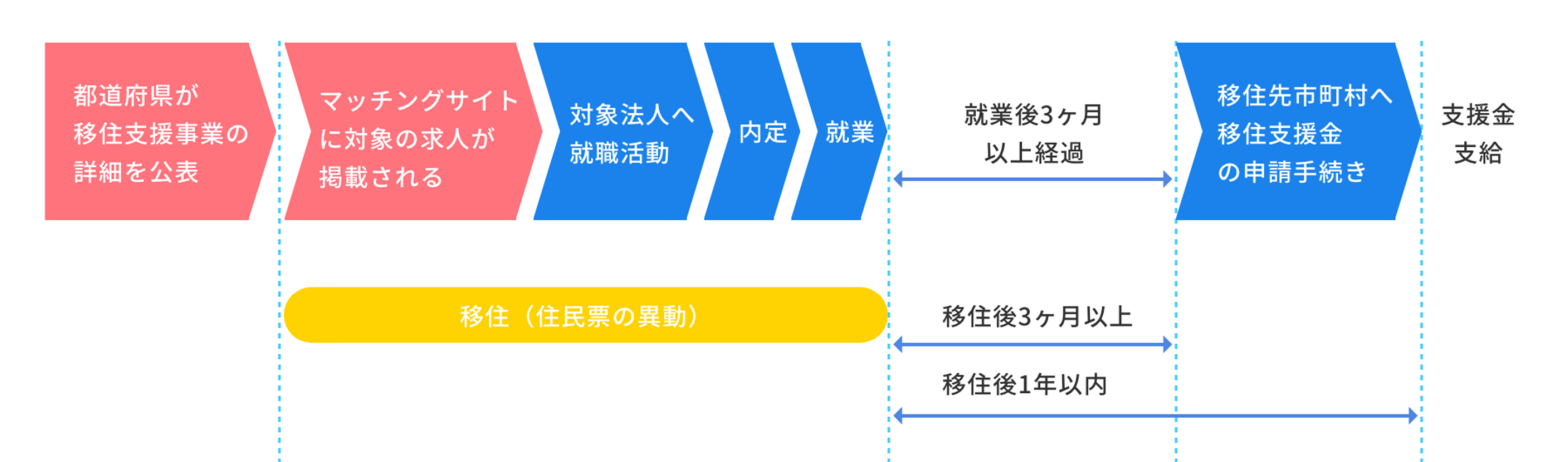 都道府県が
移住支援事業の
詳細を公表
マッチングサイト
に対象の求人が
掲載される
対象法人へ
就職活動
内定
就業
就業後3ヶ月
以上経過
移住先市町村へ
移住支援金
の申請手続き
支援金
支給
移住（住民票の異動）
移住後3ヶ月以上
移住後1年以内